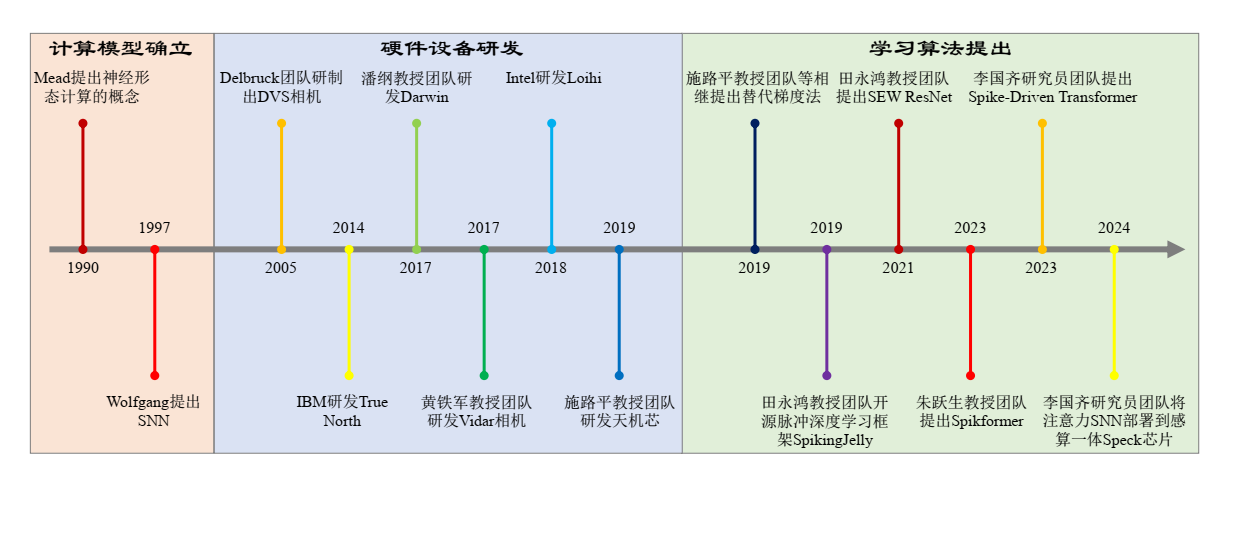 计算模型确立
Mead提出神经形
态计算的概念
1990
1997
Wolfgang提出
SNN
硬件设备研发
Delbruck团队研制
出DVS相机
2005
2014
IBM研发True
North
潘纲教授团队研
发Darwin
2017
2017
黄铁军教授团队
研发Vidar相机
Intel研发Loihi
2018
2019
施路平教授团队
研发天机芯
学习算法提出
施路平教授团队等相
继提出替代梯度法
2019
2019
田永鸿教授团队开
源脉冲深度学习框
架SpikingJelly
田永鸿教授团队
提出SEW ResNet
2021
2023
朱跃生教授团队
提出Spikformer
李国齐研究员团队提出
Spike-Driven Transformer
2023
2024
李国齐研究员团队将
注意力SNN部署到感
算一体Speck芯片